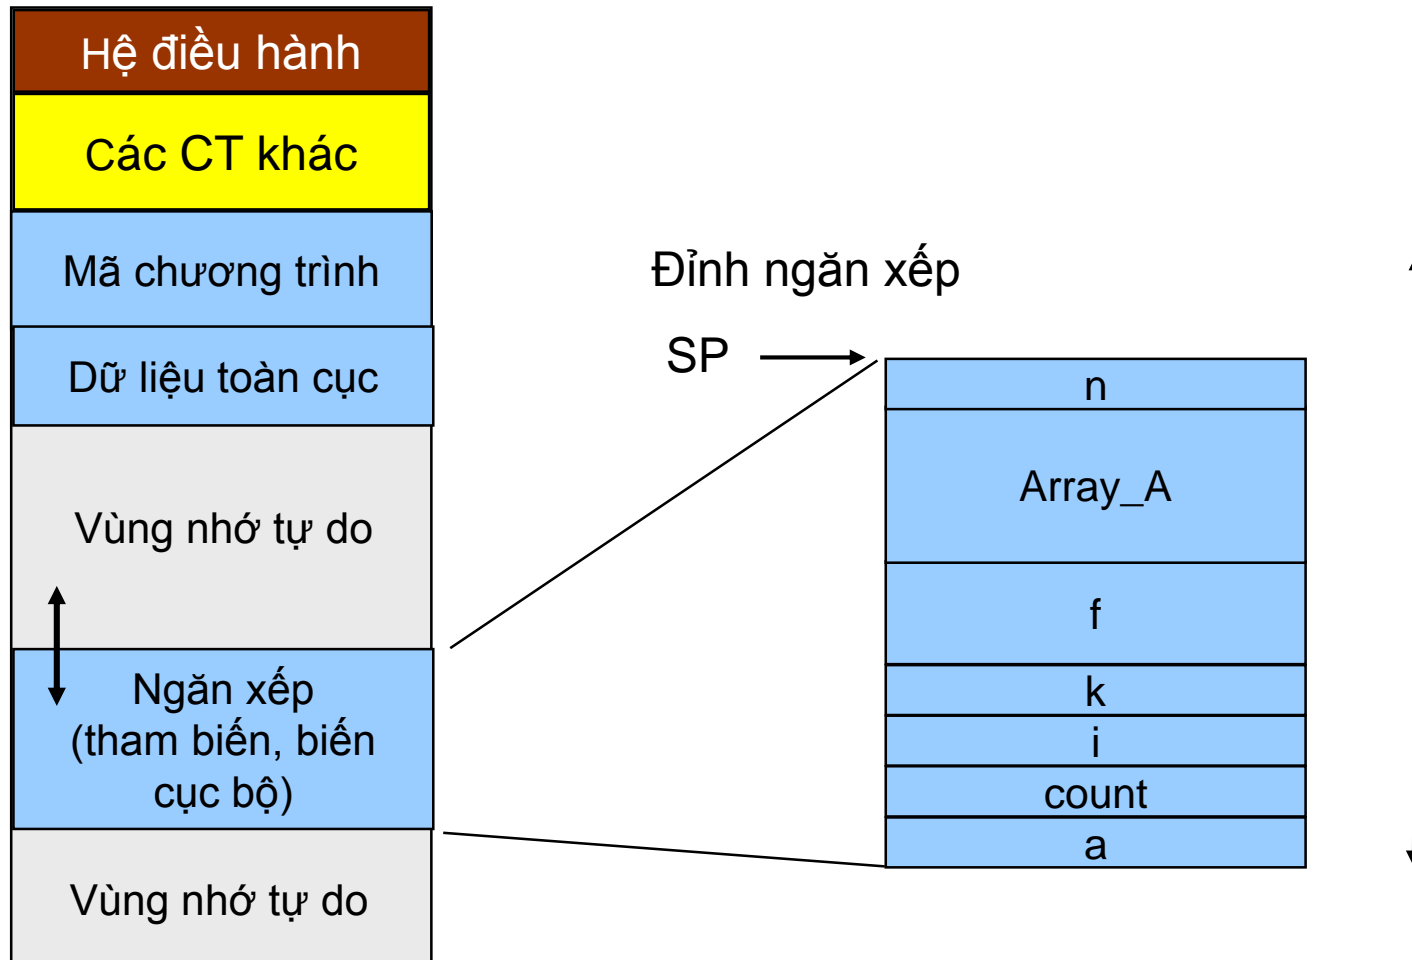 Hệ điều hành
Các CT khác
Mã chương trình
Dữ liệu toàn cục
Vùng nhớ tự do
Ngăn xếp
(tham biến, biến
cục bộ)
Vùng nhớ tự do
Đỉnh ngăn xếp
SP
n
Array_A
f
k
i
count
a